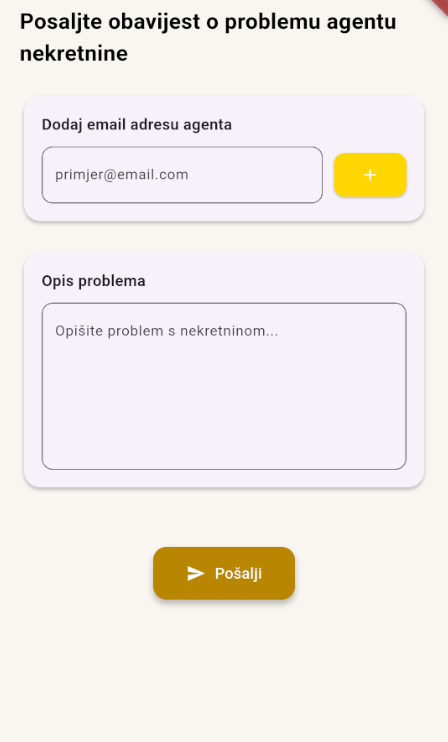 Posaljte obavijest o problemu agentu
nekretnine
Dodaj email adresu agenta
primjer@email.com
+
Opis problema
Opišite problem s nekretninom...
Pošalji